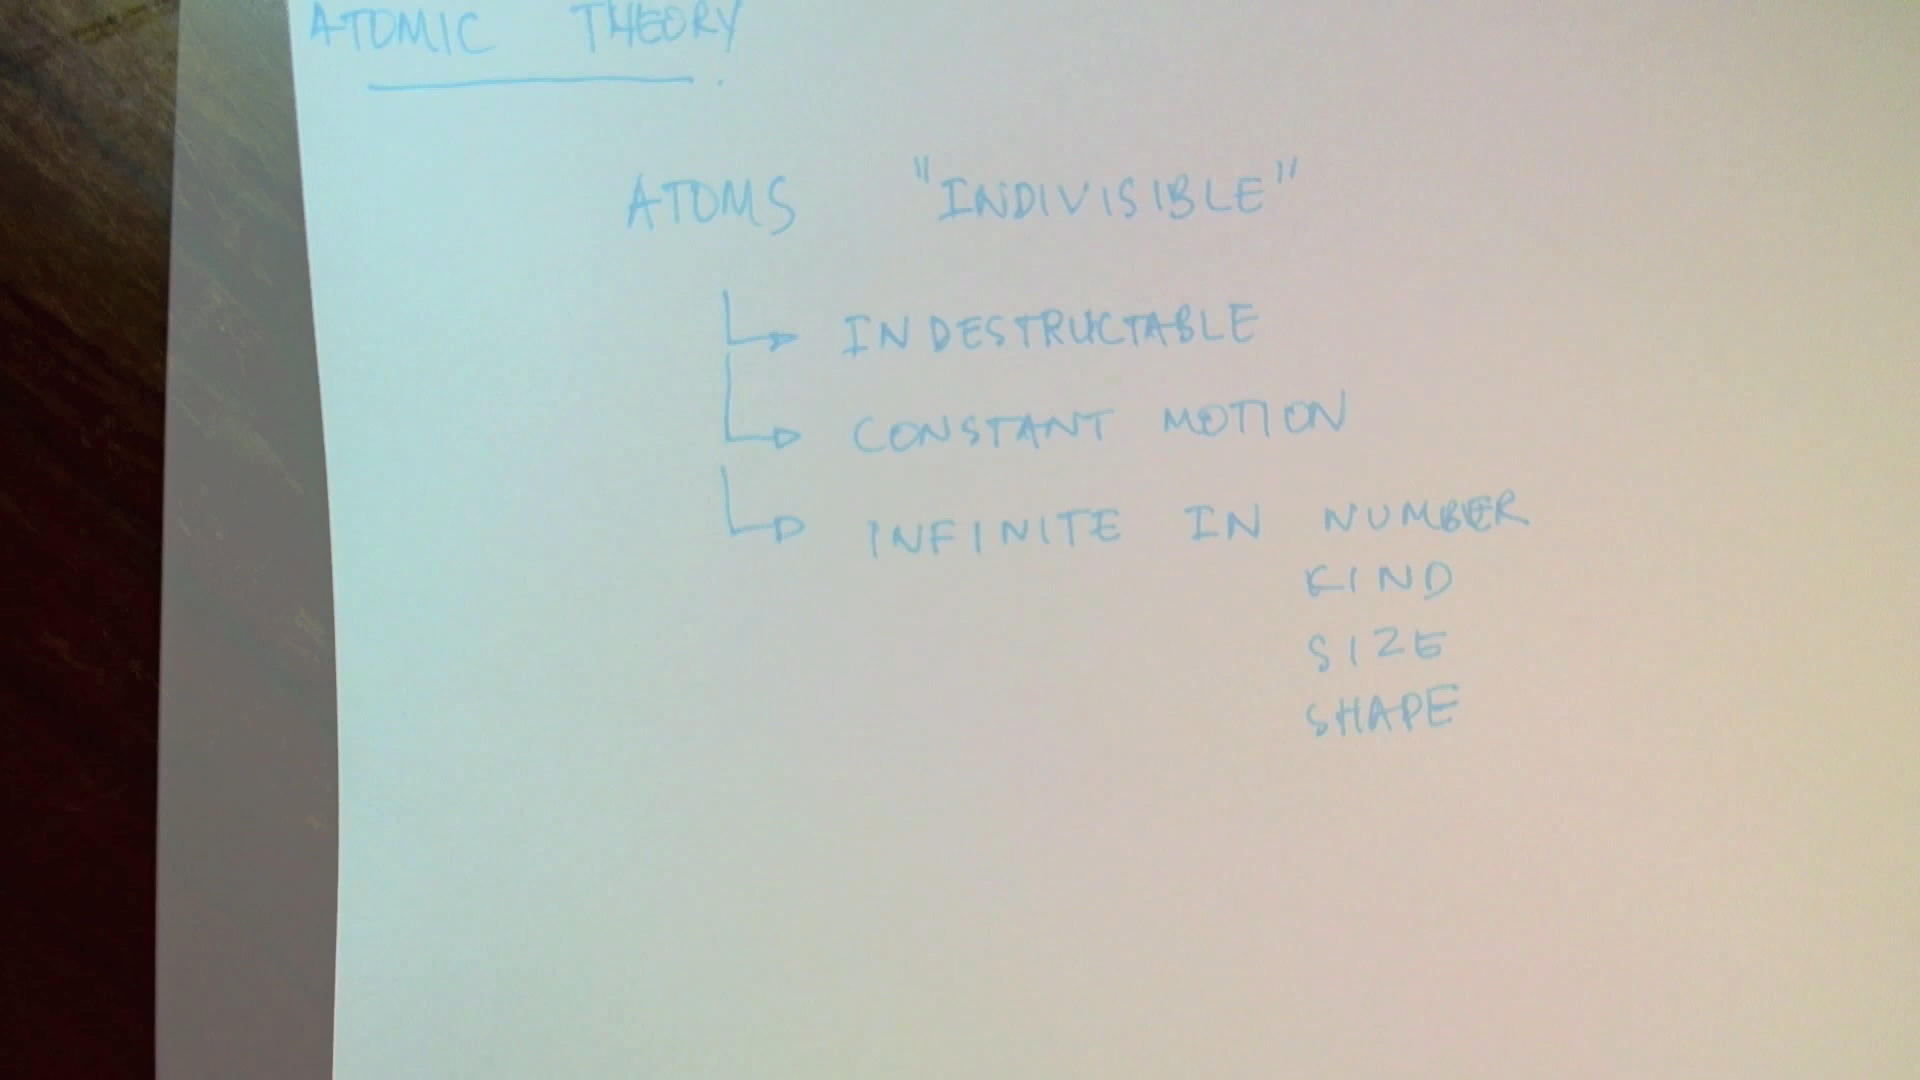 ATOMIC THEORY
ATOMS "INDIVISIBLE"
INDESTRUCTABLE
CONSTANT MOTION
INFINITE IN NUMBER
KIND
SIZE
SHAPE